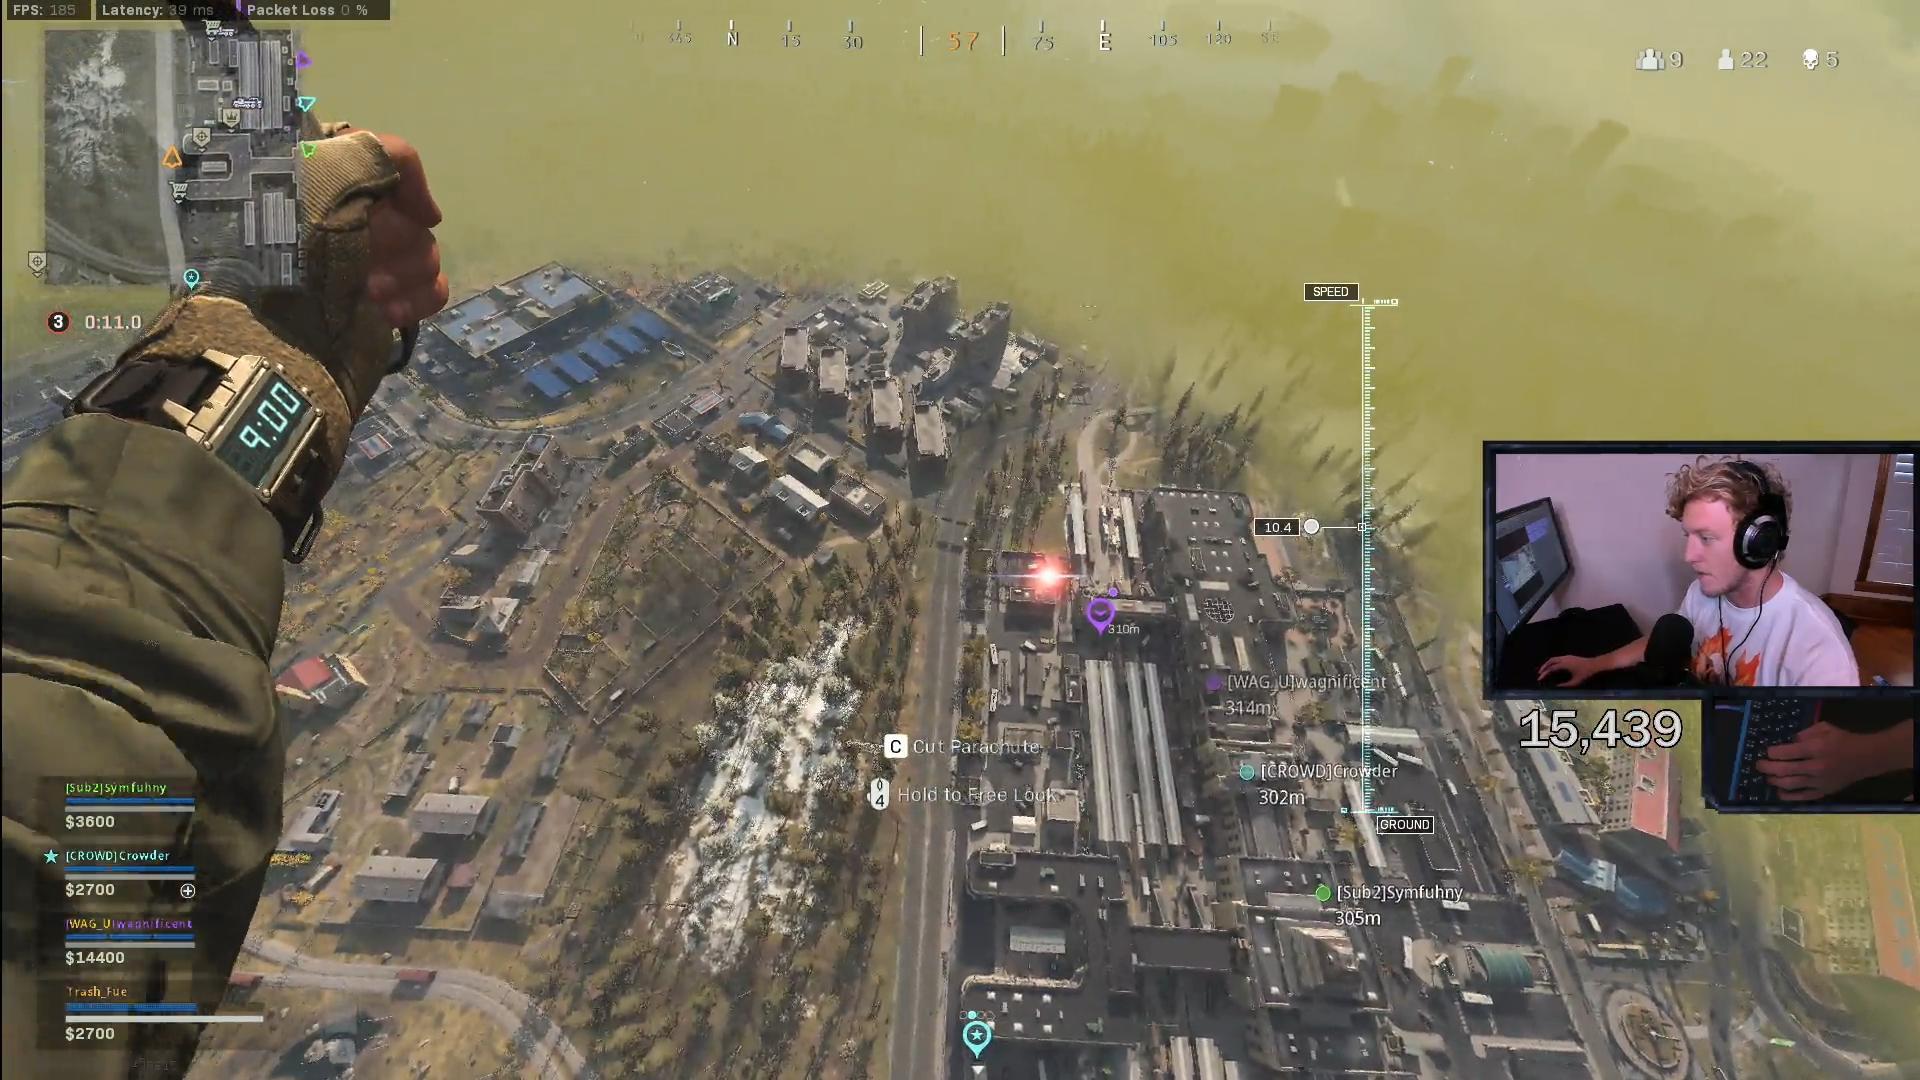 FPS: 185 Latency: 39 ms Packet Loss 0 %
345 N 15 30 57 75 E 105 120
9 22 5
3 0:11.0
9:00
SPEED
10.4
310m
[WAG_U]wagnificent
314m
C Cut Parachute
[CROWD]Crowder
302m
4 Hold to Free Look
GROUND
[Sub2]Symfuhny
305m
15,439
[Sub2]Symfuhny
$3600
[CROWD]Crowder
$2700
[WAG_U]wagnificent
$14400
Trash_Fue
$2700